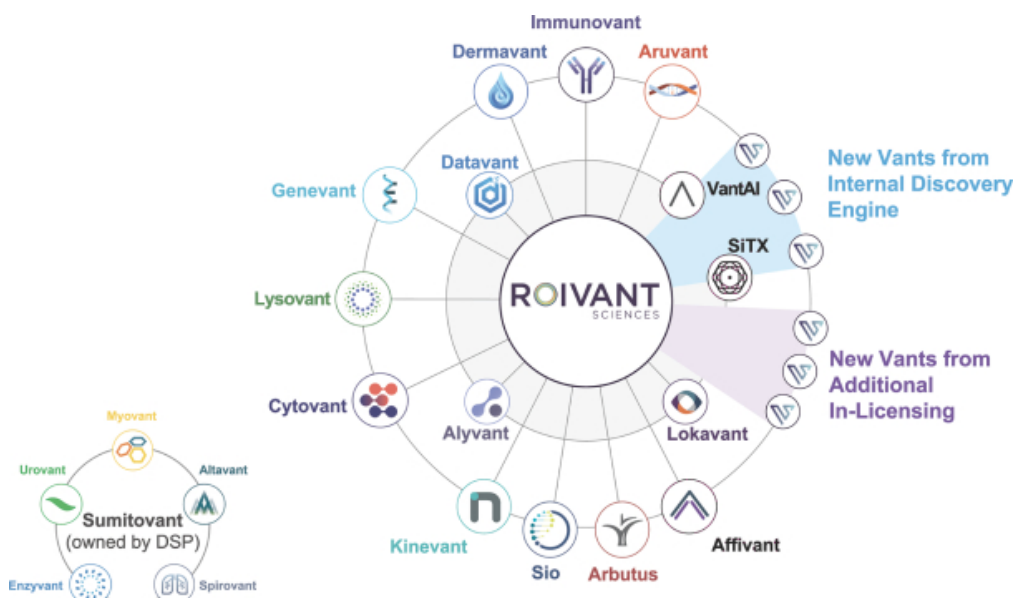 Immunovant
Dermavant
Aruvant
Datavant
VantAI
New Vants from
Internal Discovery
Engine
Genevant
SiTX
ROIVANT
SCIENCES
Lysovant
New Vants from
Additional
In-Licensing
Cytovant
Alyvant
Lokavant
Kinevant
Sio
Arbutus
Affivant
Myovant
Urovant
Altavant
Sumitovant
(owned by DSP)
Enzyvant
Spirovant